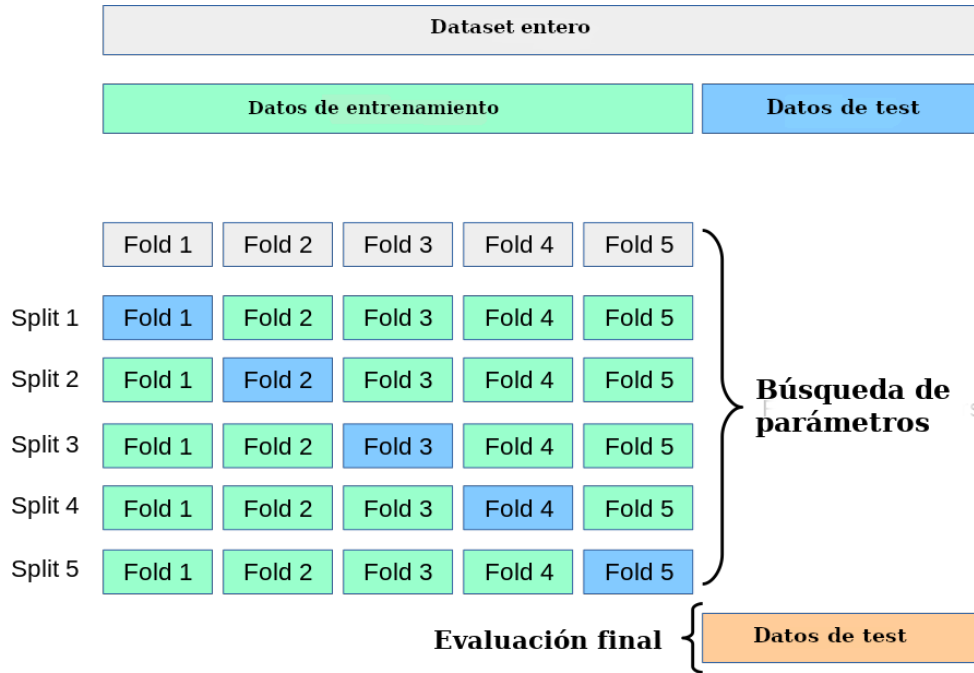 Dataset entero
Datos de entrenamiento
Datos de test
Fold 1 Fold 2 Fold 3 Fold 4 Fold 5
Split 1 Fold 1 Fold 2 Fold 3 Fold 4 Fold 5
Split 2 Fold 1 Fold 2 Fold 3 Fold 4 Fold 5
Split 3 Fold 1 Fold 2 Fold 3 Fold 4 Fold 5
Split 4 Fold 1 Fold 2 Fold 3 Fold 4 Fold 5
Split 5 Fold 1 Fold 2 Fold 3 Fold 4 Fold 5
Búsqueda de
parámetros
Evaluación final
Datos de test